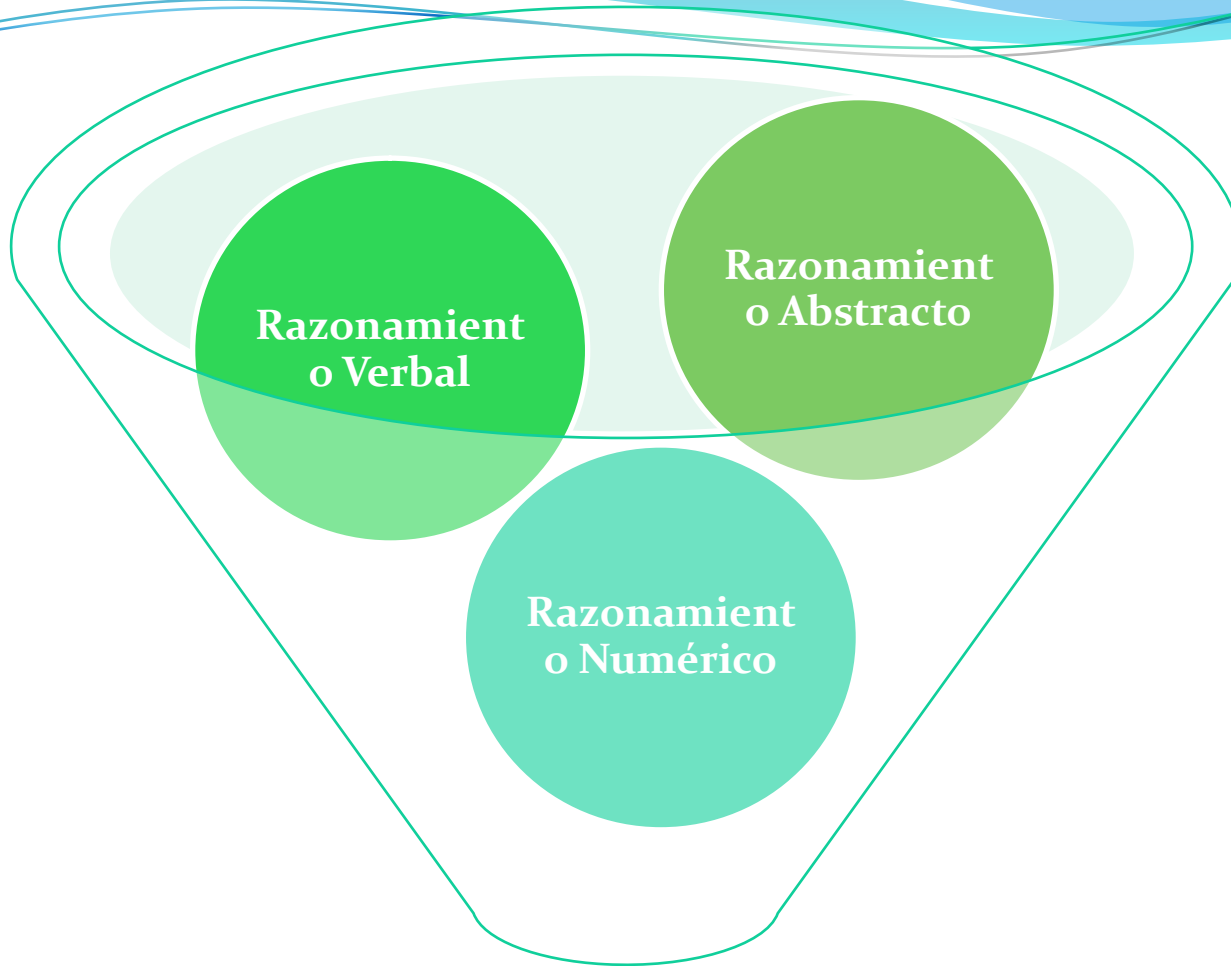 Razonamient
o Verbal
Razonamient
o Abstracto
Razonamient
o Numérico